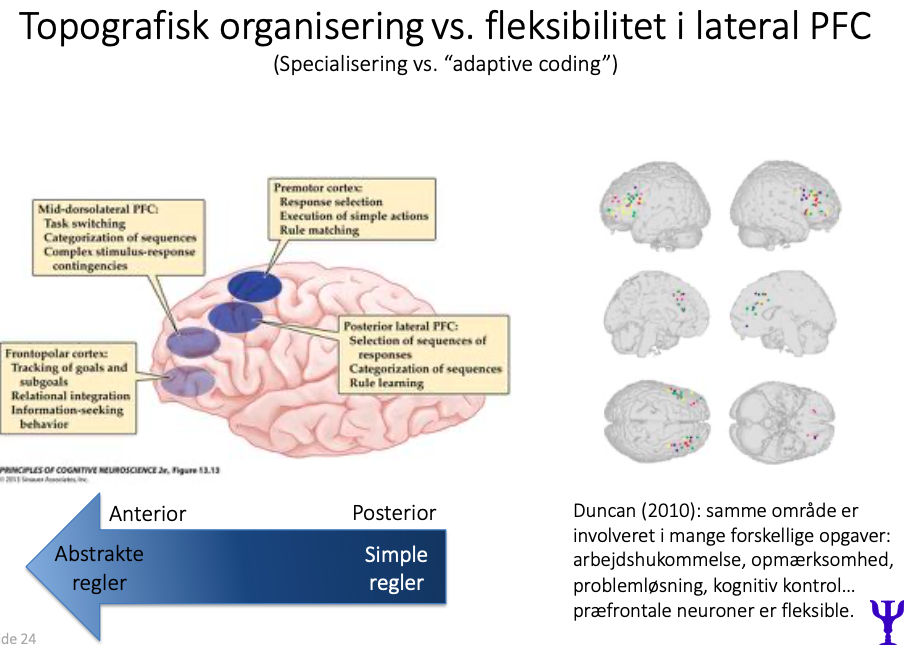 Topografisk organisering vs. fleksibilitet i lateral PFC
(Specialisering vs. “adaptive coding”)
Premotor cortex:
Response selection
Execution of simple actions
Rule matching
Mid-dorsolateral PFC:
Task switching
Categorization of sequences
Complex stimulus-response
contingencies
Posterior lateral PFC:
Selection of sequences of
responses
Categorization of sequences
Rule learning
Frontopolar cortex:
Tracking of goals and
subgoals
Relational integration
Information-seeking
behavior
PRINCIPLES OF COGNITIVE NEUROSCIENCE 2e, Figure 13.13
© 2013 Sinauer Associates, Inc.
Anterior
Posterior
Abstrakte
regler
Simple
regler
Duncan (2010): samme område er
involveret i mange forskellige opgaver:
arbejdshukommelse, opmærksomhed,
problemløsning, kognitiv kontrol…
præfrontale neuroner er fleksible.
de 24